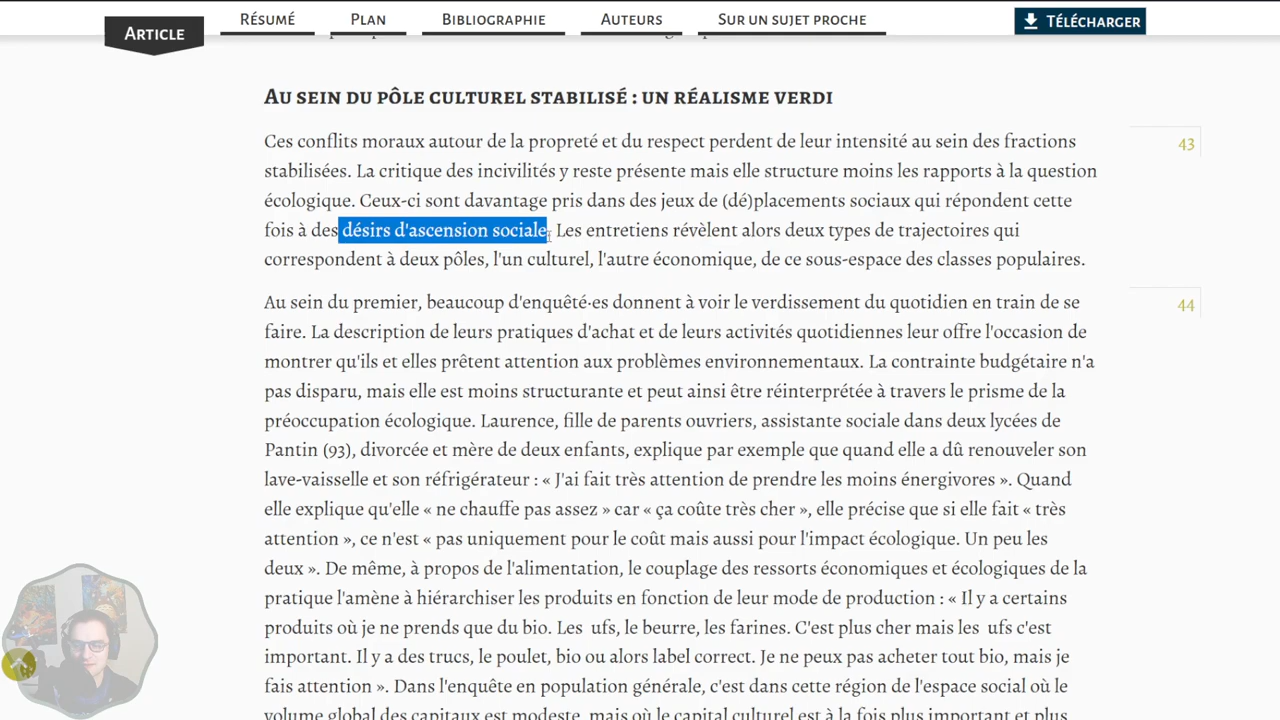 Article
Résumé
Plan
Bibliographie
Auteurs
Sur un sujet proche
Télécharger
Au sein du pôle culturel stabilisé : un réalisme verdi
Ces conflits moraux autour de la propreté et du respect perdent de leur intensité au sein des fractions
43
stabilisées. La critique des incivilités y reste présente mais elle structure moins les rapports à la question
écologique. Ceux-ci sont davantage pris dans des jeux de (dé)placements sociaux qui répondent cette
fois à des désirs d'ascension sociale. Les entretiens révèlent alors deux types de trajectoires qui
correspondent à deux pôles, l'un culturel, l'autre économique, de ce sous-espace des classes populaires.
Au sein du premier, beaucoup d'enquêté·es donnent à voir le verdissement du quotidien en train de se
44
faire. La description de leurs pratiques d'achat et de leurs activités quotidiennes leur offre l'occasion de
montrer qu'ils et elles prêtent attention aux problèmes environnementaux. La contrainte budgétaire n'a
pas disparu, mais elle est moins structurante et peut ainsi être réinterprétée à travers le prisme de la
préoccupation écologique. Laurence, fille de parents ouvriers, assistante sociale dans deux lycées de
Pantin (93), divorcée et mère de deux enfants, explique par exemple que quand elle a dû renouveler son
lave-vaisselle et son réfrigérateur : « J'ai fait très attention de prendre les moins énergivores ». Quand
elle explique qu'elle « ne chauffe pas assez » car « ça coûte très cher », elle précise que si elle fait « très
attention », ce n'est « pas uniquement pour le coût mais aussi pour l'impact écologique. Un peu les
deux ». De même, à propos de l'alimentation, le couplage des ressorts économiques et écologiques de la
pratique l'amène à hiérarchiser les produits en fonction de leur mode de production : « Il y a certains
produits où je ne prends que du bio. Les ufs, le beurre, les farines. C'est plus cher mais les ufs c'est
important. Il y a des trucs, le poulet, bio ou alors label correct. Je ne peux pas acheter tout bio, mais je
fais attention ». Dans l'enquête en population générale, c'est dans cette région de l'espace social où le
volume global des capitaux est modeste, mais où le capital culturel est à la fois plus important et plus